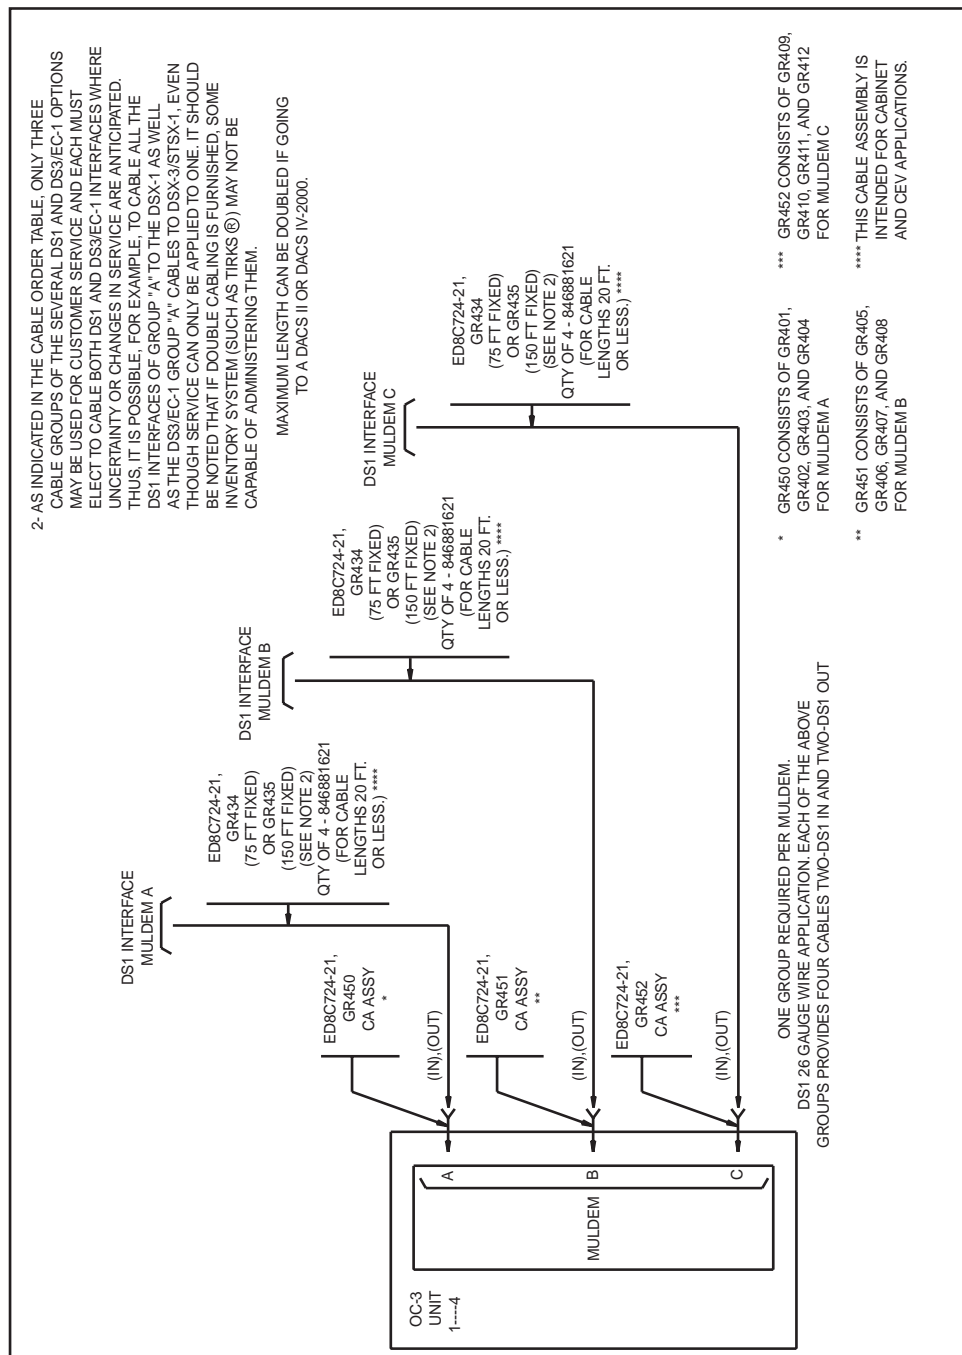 2- AS INDICATED IN THE CABLE ORDER TABLE, ONLY THREE
CABLE GROUPS OF THE SEVERAL DS1 AND DS3/EC-1 OPTIONS
MAY BE USED FOR CUSTOMER SERVICE AND EACH MUST
ELECT TO CABLE BOTH DS1 AND DS3/EC-1 INTERFACES WHERE
UNCERTAINTY OR CHANGES IN SERVICE ARE ANTICIPATED.
THUS, IT IS POSSIBLE, FOR EXAMPLE, TO CABLE ALL THE
DS1 INTERFACES OF GROUP "A" TO THE DSX-1 AS WELL
AS THE DS3/EC-1 GROUP "A" CABLES TO DSX-3/STSX-1, EVEN
THOUGH SERVICE CAN ONLY BE APPLIED TO ONE. IT SHOULD
BE NOTED THAT IF DOUBLE CABLING IS FURNISHED, SOME
INVENTORY SYSTEM (SUCH AS TIRKS ®) MAY NOT BE
CAPABLE OF ADMINISTERING THEM.
MAXIMUM LENGTH CAN BE DOUBLED IF GOING
TO A DACS II OR DACS IV-2000.
DS1 INTERFACE
MULDEM A
ED8C724-21,
GR434
(75 FT FIXED)
OR GR435
(150 FT FIXED)
(SEE NOTE 2)
QTY OF 4 - 846881621
(FOR CABLE
LENGTHS 20 FT.
OR LESS.) ****
DS1 INTERFACE
MULDEM B
ED8C724-21,
GR434
(75 FT FIXED)
OR GR435
(150 FT FIXED)
(SEE NOTE 2)
QTY OF 4 - 846881621
(FOR CABLE
LENGTHS 20 FT.
OR LESS.) ****
DS1 INTERFACE
MULDEM C
ED8C724-21,
GR434
(75 FT FIXED)
OR GR435
(150 FT FIXED)
(SEE NOTE 2)
QTY OF 4 - 846881621
(FOR CABLE
LENGTHS 20 FT.
OR LESS.) ****
ED8C724-21,
GR450
CA ASSY
*
(IN),(OUT)
ED8C724-21,
GR451
CA ASSY
**
(IN),(OUT)
ED8C724-21,
GR452
CA ASSY
***
(IN),(OUT)
OC-3
UNIT
1----4
MULDEM
A
B
C
ONE GROUP REQUIRED PER MULDEM.
DS1 26 GAUGE WIRE APPLICATION. EACH OF THE ABOVE
GROUPS PROVIDES FOUR CABLES TWO-DS1 IN AND TWO-DS1 OUT
* GR450 CONSISTS OF GR401,
GR402, GR403, AND GR404
FOR MULDEM A
** GR451 CONSISTS OF GR405,
GR406, GR407, AND GR408
FOR MULDEM B
*** GR452 CONSISTS OF GR409,
GR410, GR411, AND GR412
FOR MULDEM C
**** THIS CABLE ASSEMBLY IS
INTENDED FOR CABINET
AND CEV APPLICATIONS.